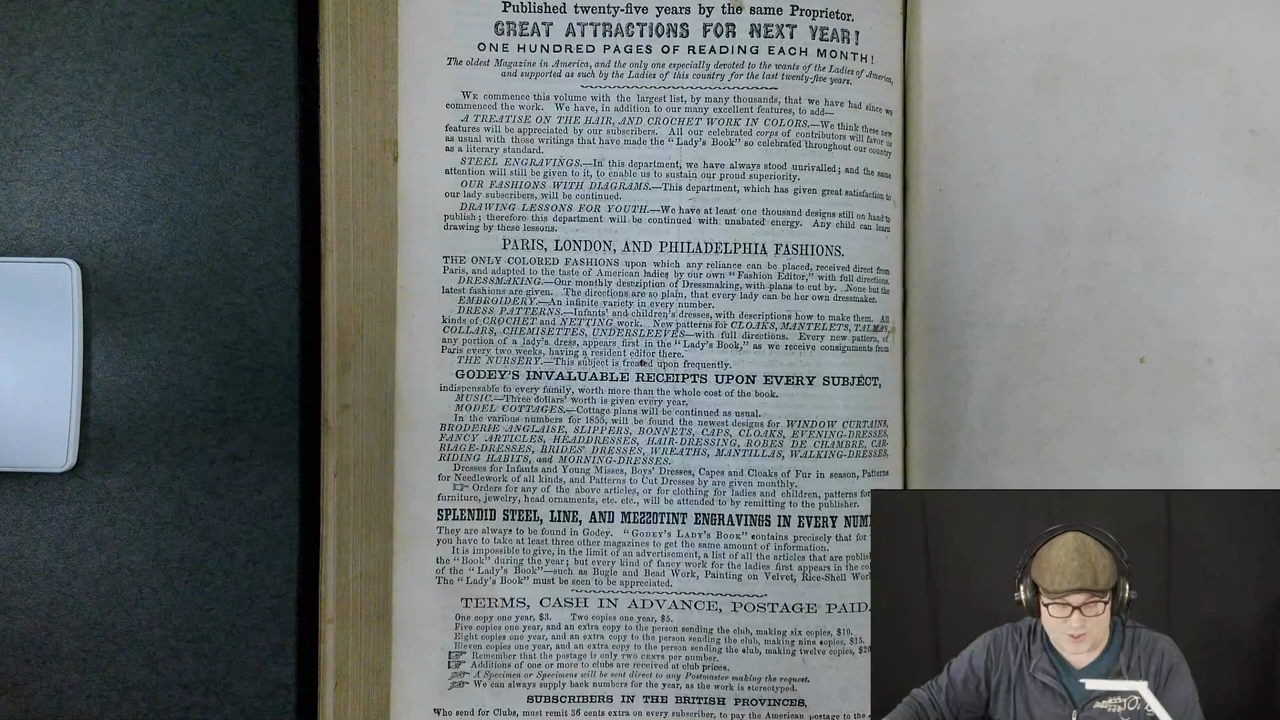 Published twenty-five years by the same Proprietor.
GREAT ATTRACTIONS FOR NEXT YEAR!
ONE HUNDRED PAGES OF READING EACH MONTH!
The oldest Magazine in America, and the only one especially devoted to the wants of the Ladies of America,
and supported as such by the Ladies of this country for the last twenty-five years.
WE commence this volume with the largest list, by many thousands, that we have had since we
commenced the work. We have, in addition to our many excellent features, to add—
A TREATISE ON THE HAIR, AND CROCHET WORK IN COLORS.—We think these new
features will be appreciated by our subscribers. All our celebrated corps of contributors will favor us
as usual with those writings that have made the "Lady's Book" so celebrated throughout our country
as a literary standard.
STEEL ENGRAVINGS.—In this department, we have always stood unrivalled; and the same
attention will still be given to it, to enable us to sustain our proud superiority.
OUR FASHIONS WITH DIAGRAMS.—This department, which has given great satisfaction to
our lady subscribers, will be continued.
DRAWING LESSONS FOR YOUTH.—We have at least one thousand designs still on hand to
publish; therefore this department will be continued with unabated energy. Any child can learn
drawing by these lessons.
PARIS, LONDON, AND PHILADELPHIA FASHIONS.
THE ONLY COLORED FASHIONS upon which any reliance can be placed, received direct from
Paris, and adapted to the taste of American ladies by our own "Fashion Editor," with full directions.
DRESSMAKING.—Our monthly description of Dressmaking, with plans to cut by. None but the
latest fashions are given. The directions are so plain, that every lady can be her own dressmaker.
EMBROIDERY.—An infinite variety in every number.
DRESS PATTERNS.—Infants' and children's dresses, with descriptions how to make them. All
kinds of CROCHET and NETTING work. New patterns for CLOAKS, MANTELETS, TALMAS,
COLLARS, CHEMISETTES, UNDERSLEEVES—with full directions. Every new pattern, of
any portion of a lady's dress, appears first in the "Lady's Book," as we receive consignments from
Paris every two weeks, having a resident editor there.
THE NURSERY.—This subject is treated upon frequently.
GODEY'S INVALUABLE RECEIPTS UPON EVERY SUBJECT,
indispensable to every family, worth more than the whole cost of the book.
MUSIC.—Three dollars' worth is given every year.
MODEL COTTAGES.—Cottage plans will be continued as usual.
In the various numbers for 1855, will be found the newest designs for WINDOW CURTAINS,
BRODERIE ANGLAISE, SLIPPERS, BONNETS, CAPS, CLOAKS, EVENING-DRESSES,
FANCY ARTICLES, HEADDRESSES, HAIR-DRESSING, ROBES DE CHAMBRE, CAR-
RIAGE-DRESSES, BRIDES' DRESSES, WREATHS, MANTILLAS, WALKING-DRESSES,
RIDING HABITS, and MORNING-DRESSES.
Dresses for Infants and Young Misses, Boys' Dresses, Capes and Cloaks of Fur in season, Patterns
for Needlework of all kinds, and Patterns to Cut Dresses by are given monthly.
☞ Orders for any of the above articles, or for clothing for ladies and children, patterns for
furniture, jewelry, head ornaments, etc. etc., will be attended to by remitting to the publisher.
SPLENDID STEEL, LINE, AND MEZZOTINT ENGRAVINGS IN EVERY NUM
They are always to be found in Godey. "GODEY'S LADY'S BOOK" contains precisely that for
you have to take at least three other magazines to get the same amount of information.
It is impossible to give, in the limit of an advertisement, a list of all the articles that are publis
the "Book" during the year; but every kind of fancy work for the ladies first appears in the co
of the "Lady's Book"—such as Bugle and Bead Work, Painting on Velvet, Rice-Shell Wor
The "Lady's Book" must be seen to be appreciated.
TERMS, CASH IN ADVANCE, POSTAGE PAID.
One copy one year, $3. Two copies one year, $5.
Five copies one year, and an extra copy to the person sending the club, making six copies, $10.
Eight copies one year, and an extra copy to the person sending the club, making nine copies, $15.
Eleven copies one year, and an extra copy to the person sending the club, making twelve copies, $20
☞ Remember that the postage is only TWO CENTS per number.
☞ Additions of one or more to clubs are received at club prices.
☞ A Specimen or Specimens will be sent direct to any Postmaster making the request.
☞ We can always supply back numbers for the year, as the work is stereotyped.
SUBSCRIBERS IN THE BRITISH PROVINCES,
Who send for Clubs, must remit 36 cents extra on every subscriber, to pay the American postage to the